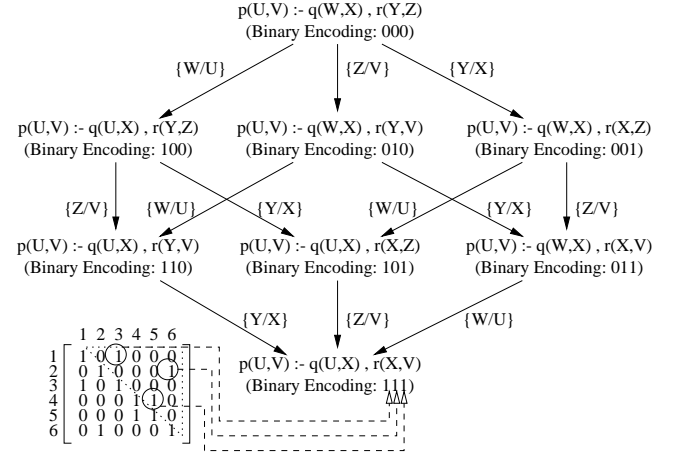 p(U,V) :- q(W,X) , r(Y,Z)
(Binary Encoding: 000)
{W/U} {Z/V} {Y/X}
p(U,V) :- q(U,X) , r(Y,Z) p(U,V) :- q(W,X) , r(Y,V) p(U,V) :- q(W,X) , r(X,Z)
(Binary Encoding: 100) (Binary Encoding: 010) (Binary Encoding: 001)
{Z/V} {W/U} {Y/X} {W/U} {Y/X} {Z/V}
p(U,V) :- q(U,X) , r(Y,V) p(U,V) :- q(U,X) , r(X,Z) p(U,V) :- q(W,X) , r(X,V)
(Binary Encoding: 110) (Binary Encoding: 101) (Binary Encoding: 011)
{Y/X} {Z/V} {W/U}
p(U,V) :- q(U,X) , r(X,V)
(Binary Encoding: 111)
1 2 3 4 5 6
1 1 0 1 0 0 0
2 0 1 0 0 0 1
3 1 0 1 0 0 0
4 0 0 0 1 1 0
5 0 0 0 1 1 0
6 0 1 0 0 0 1